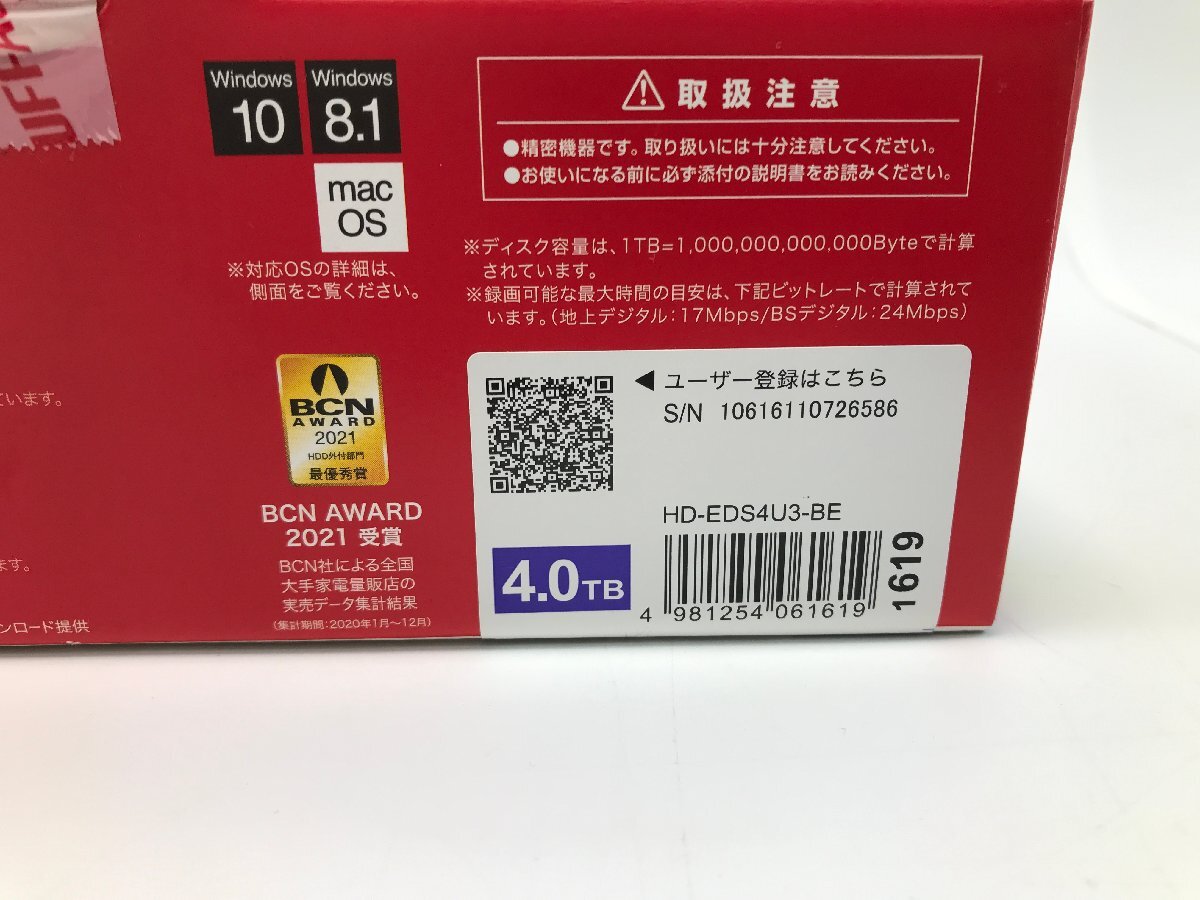 Windows
10
Windows
8.1
mac
OS
※対応OSの詳細は、
側面をご覧ください。
取扱注意
●精密機器です。取り扱いには十分注意してください。
●お使いになる前に必ず添付の説明書をお読みください。
※ディスク容量は、1TB=1,000,000,000,000Byteで計算
されています。
※録画可能な最大時間の目安は、下記ビットレートで計算されて
います。(地上デジタル:17Mbps/BSデジタル:24Mbps)
ています。
ます。
ンロード提供
BCN
AWARD
2021
HDD外付部門
最優秀賞
BCN AWARD
2021 受賞
BCN社による全国
大手家電量販店の
実売データ集計結果
(集計期間:2020年1月～12月)
◀ユーザー登録はこちら
S/N 10616110726586
HD-EDS4U3-BE
4.0TB
4 981254 061619
1619